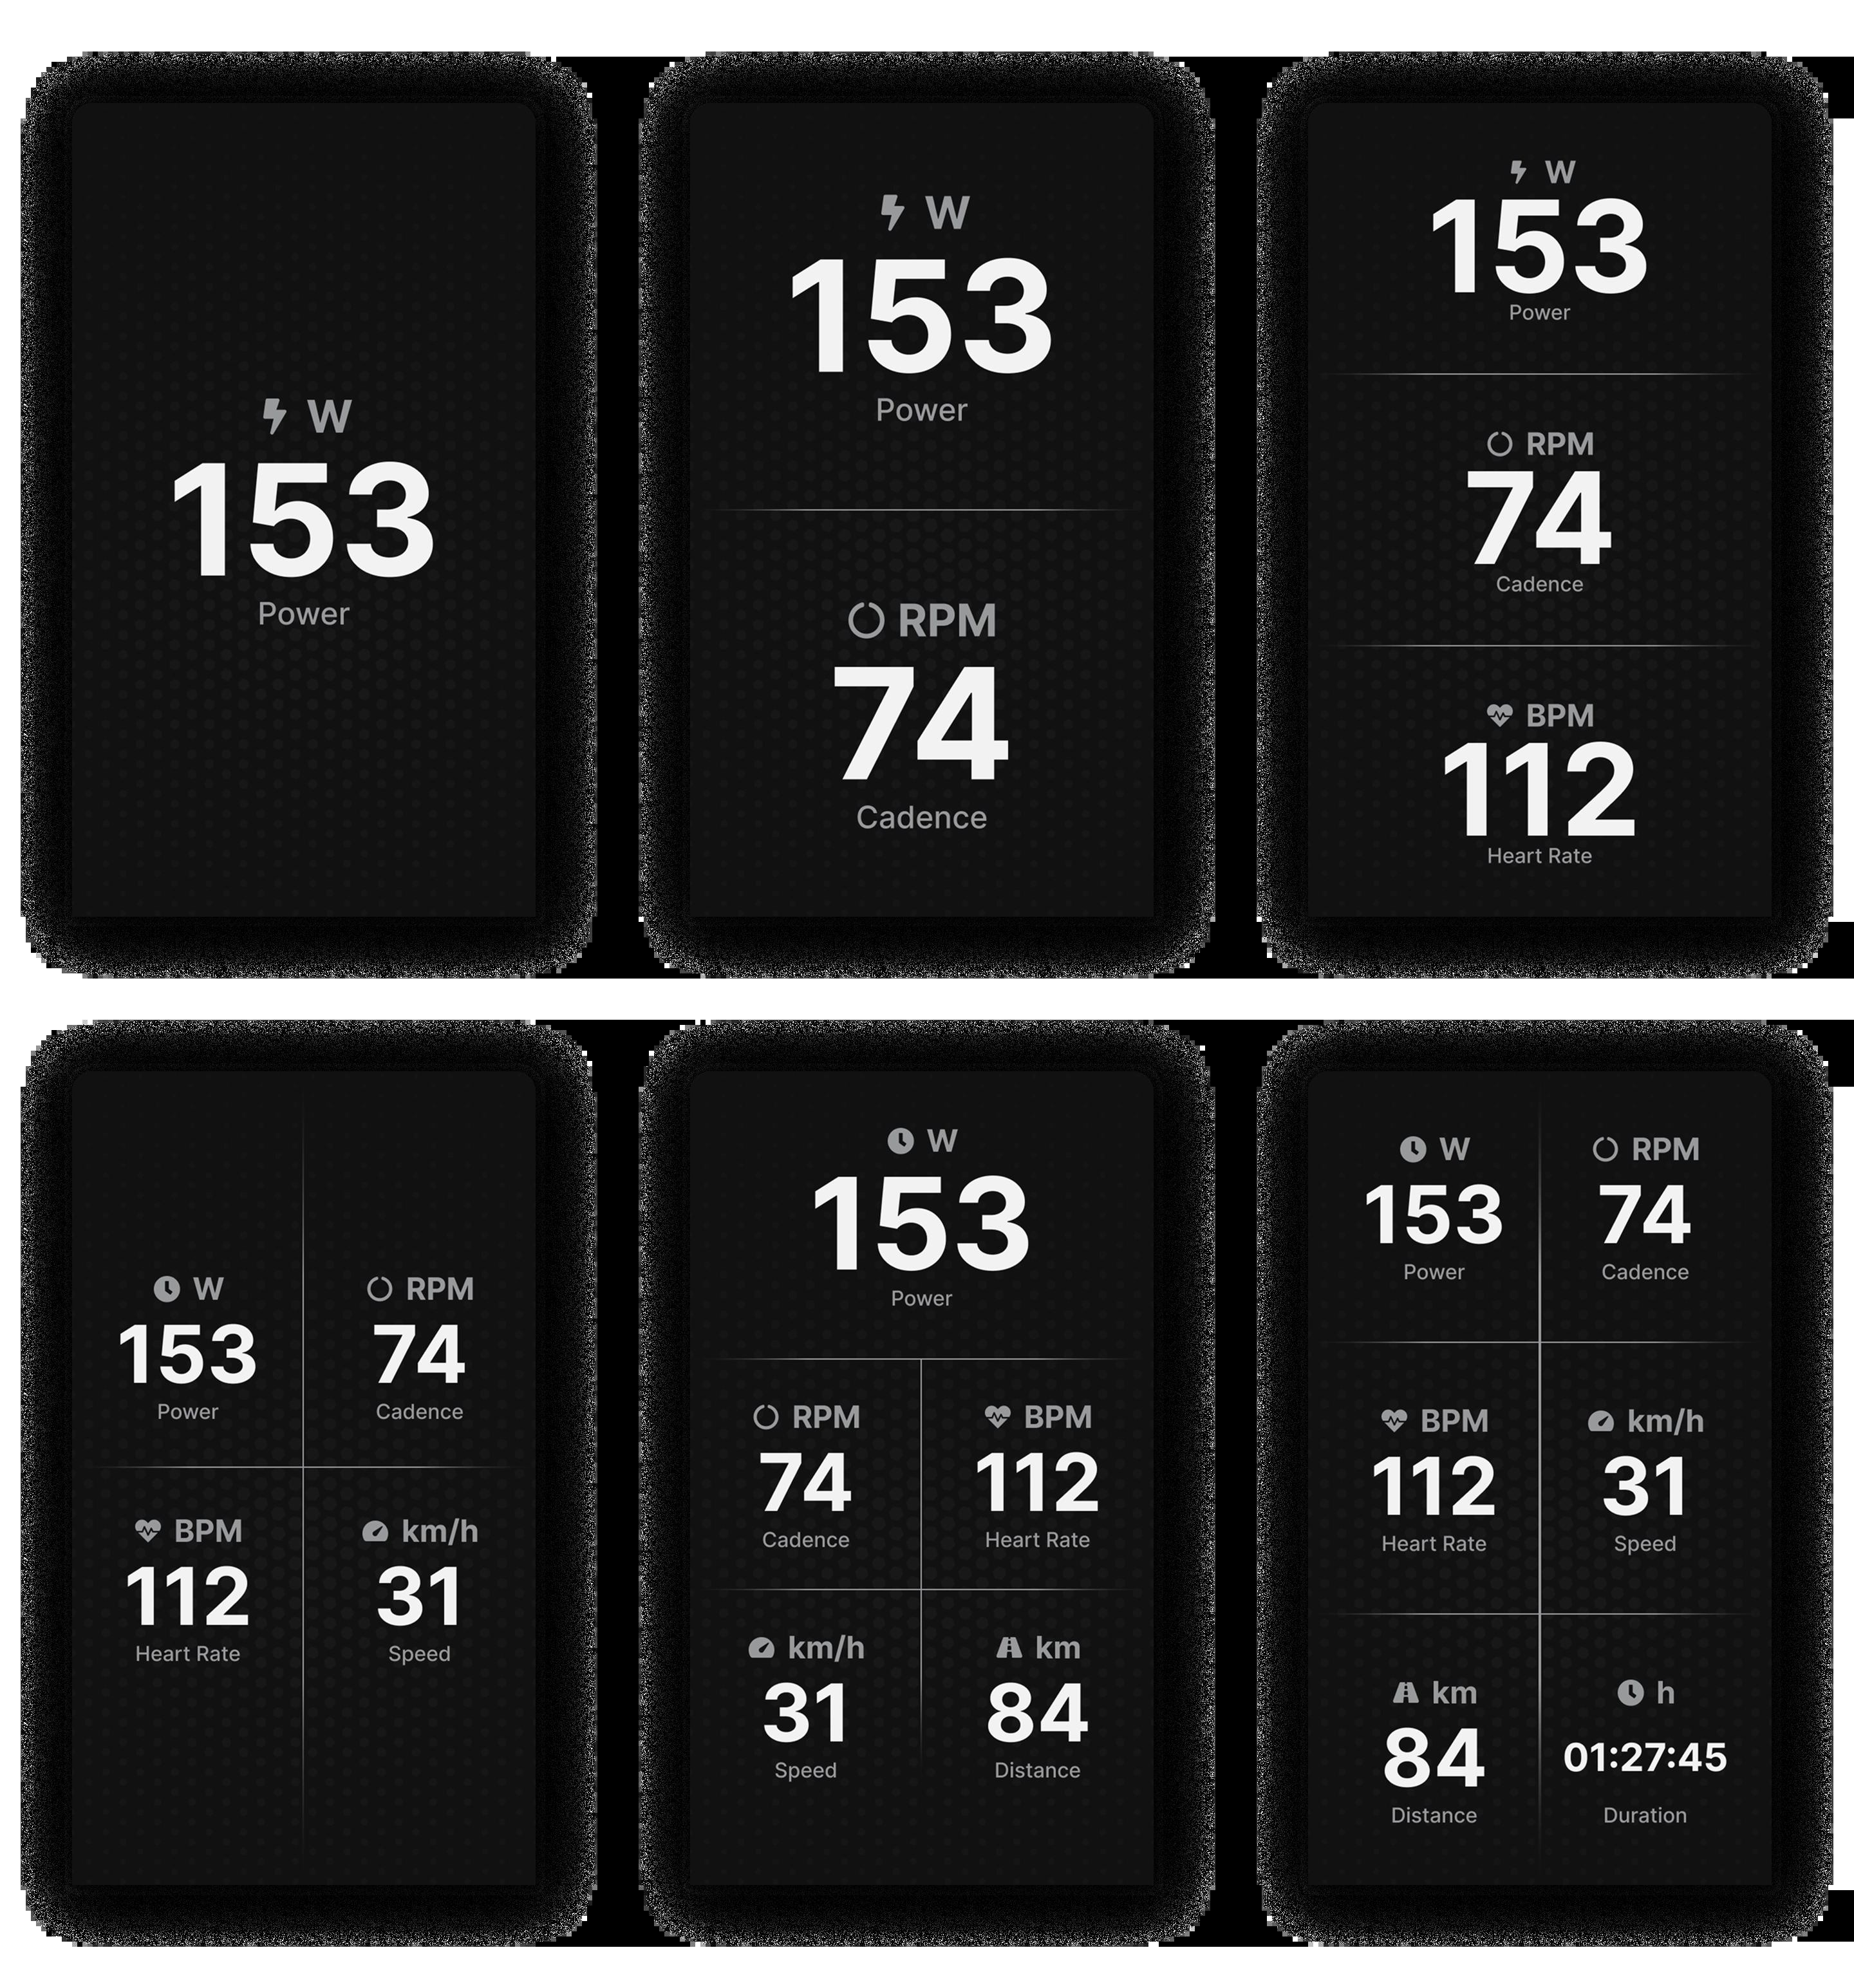 W
153
Power
W
153
Power
RPM
74
Cadence
W
153
Power
RPM
74
Cadence
BPM
112
Heart Rate
W
153
Power
RPM
74
Cadence
BPM
112
Heart Rate
km/h
31
Speed
W
153
Power
RPM
74
Cadence
BPM
112
Heart Rate
km/h
31
Speed
km
84
Distance
W
153
Power
RPM
74
Cadence
BPM
112
Heart Rate
km/h
31
Speed
km
84
Distance
h
01:27:45
Duration